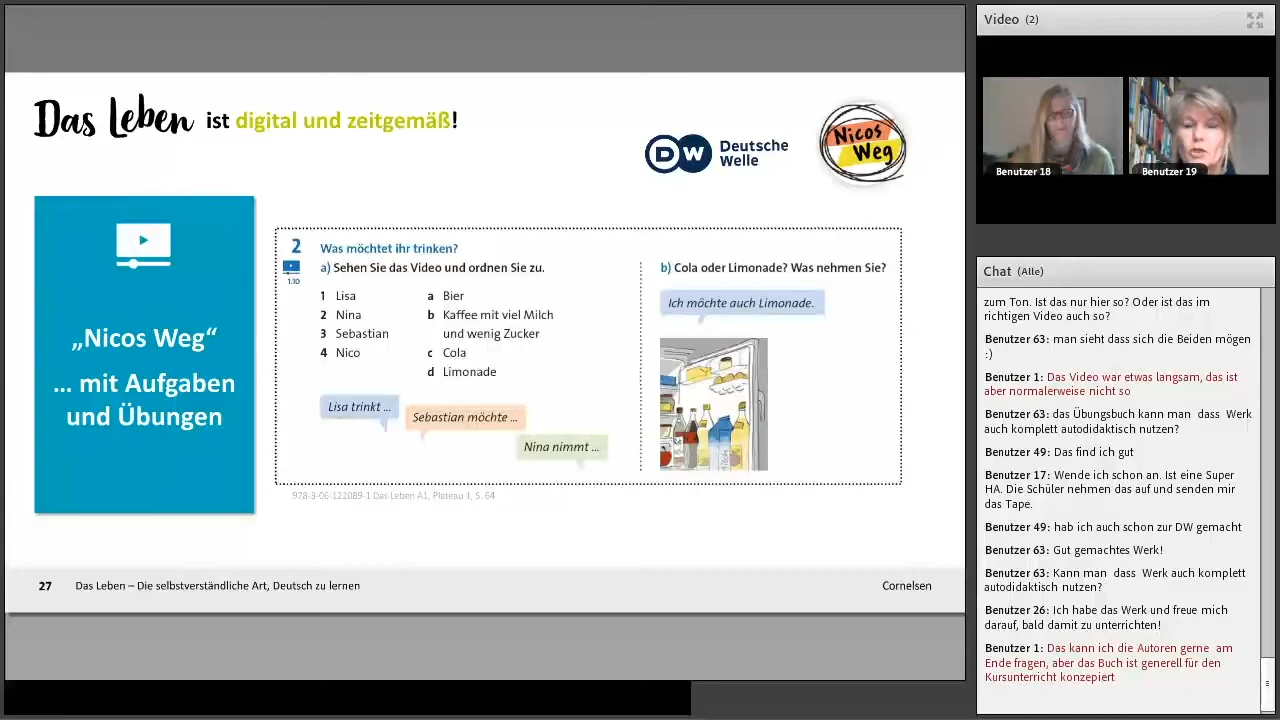 Das Leben ist digital und zeitgemäß!
DW Deutsche
Welle
Nicos
Weg
„Nicos Weg“
... mit Aufgaben
und Übungen
2 Was möchtet ihr trinken?
1.10
a) Sehen Sie das Video und ordnen Sie zu.
1 Lisa
2 Nina
3 Sebastian
4 Nico
a Bier
b Kaffee mit viel Milch
und wenig Zucker
c Cola
d Limonade
Lisa trinkt ...
Sebastian möchte ...
Nina nimmt ...
b) Cola oder Limonade? Was nehmen Sie?
Ich möchte auch Limonade.
978-3-06-122089-1 Das Leben A1, Plateau 1, S. 64
27 Das Leben – Die selbstverständliche Art, Deutsch zu lernen
Cornelsen
Video (2)
Benutzer 18
Benutzer 19
Chat (Alle)
zum Ton. Ist das nur hier so? Oder ist das im
richtigen Video auch so?
Benutzer 63: man sieht dass sich die Beiden mögen
:)
Benutzer 1: Das Video war etwas langsam, das ist
aber normalerweise nicht so
Benutzer 63: das Übungsbuch kann man dass Werk
auch komplett autodidaktisch nutzen?
Benutzer 49: Das find ich gut
Benutzer 17: Wende ich schon an. Ist eine Super
HA. Die Schüler nehmen das auf und senden mir
das Tape.
Benutzer 49: hab ich auch schon zur DW gemacht
Benutzer 63: Gut gemachtes Werk!
Benutzer 63: Kann man dass Werk auch komplett
autodidaktisch nutzen?
Benutzer 26: Ich habe das Werk und freue mich
darauf, bald damit zu unterrichten!
Benutzer 1: Das kann ich die Autoren gerne am
Ende fragen, aber das Buch ist generell für den
Kursunterricht konzepiert